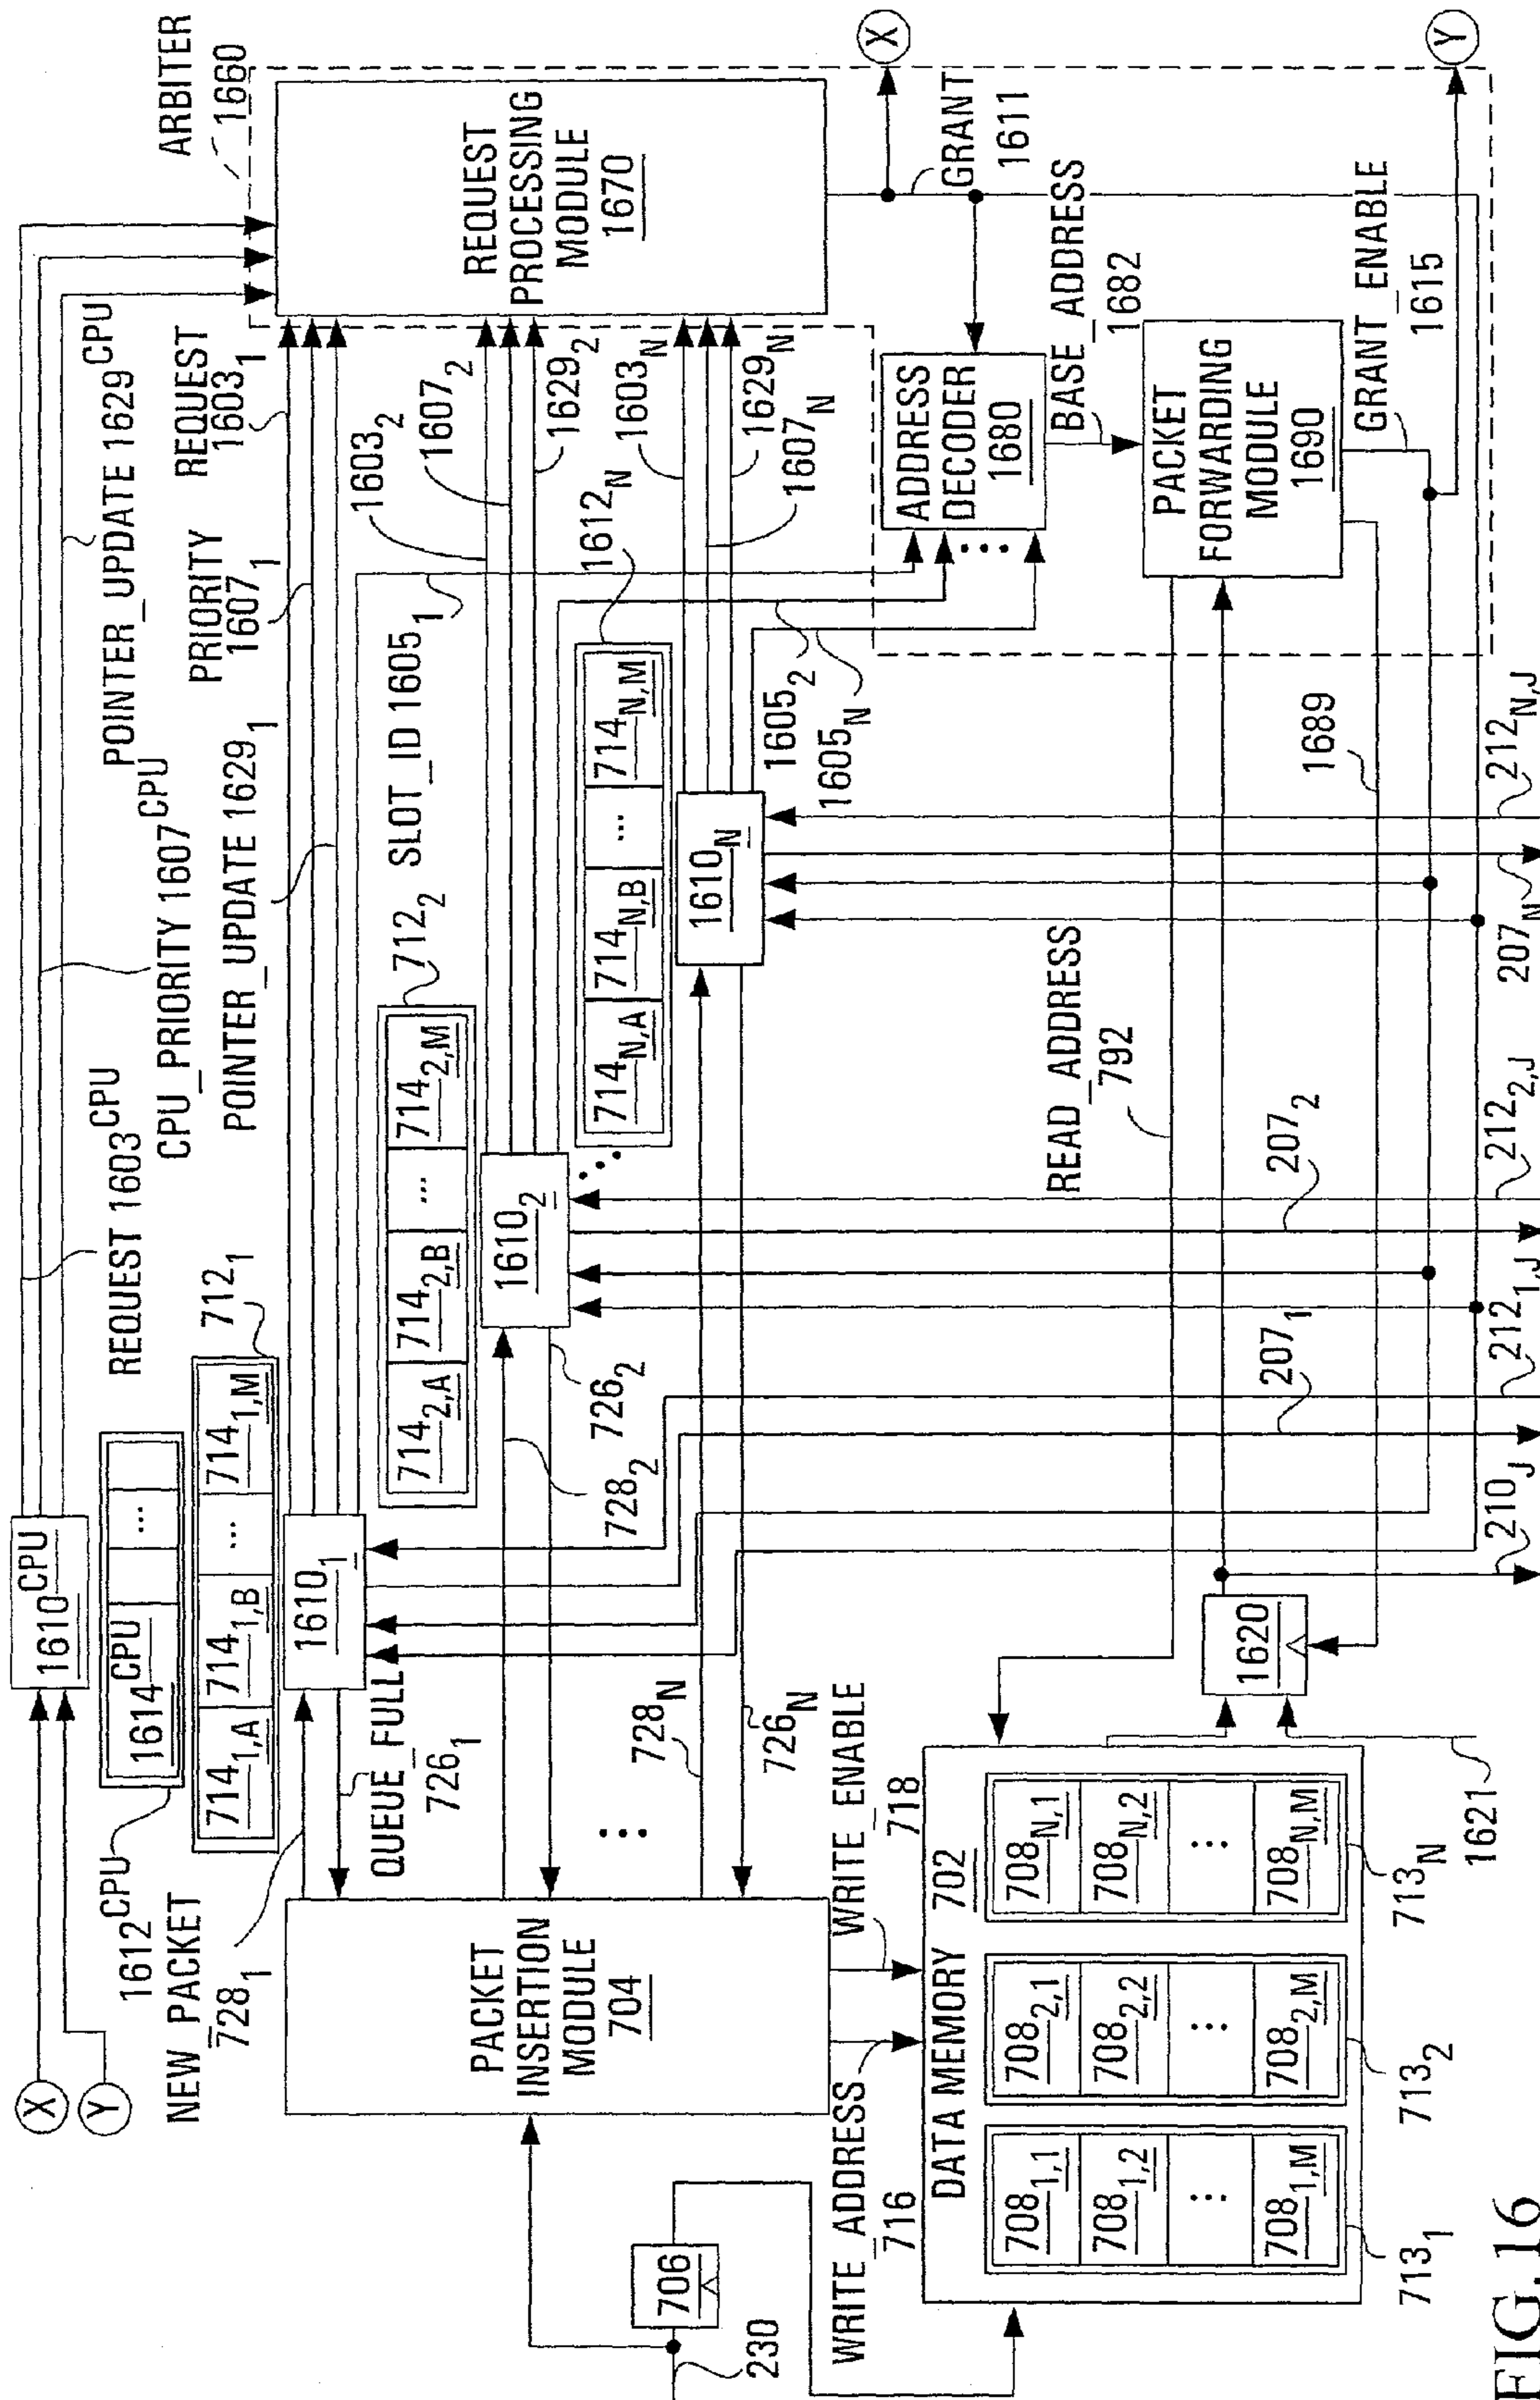 X
Y
1610^CPU
REQUEST 1603^CPU
CPU_PRIORITY 1607^CPU
POINTER_UPDATE 1629^CPU
ARBITER
1660
1612^CPU
1614^CPU
...
NEW_PACKET
728_1
714_1,A
714_1,B
...
714_1,M
712_1
1610_1
QUEUE FULL
726_1
POINTER_UPDATE 1629_1
PRIORITY
1607_1
REQUEST
1603_1
REQUEST
PROCESSING
MODULE
1670
SLOT_ID 1605_1
714_2,A
714_2,B
...
714_2,M
712_2
1610_2
728_2
726_2
1603_2
1607_2
1629_2
714_N,A
714_N,B
...
714_N,M
1612_N
1610_N
728_N
726_N
1603_N
1629_N
1607_N
1605_2
1605_N
PACKET
INSERTION
MODULE
704
ADDRESS
DECODER
1680
GRANT
1611
X
BASE_ADDRESS
1682
PACKET
FORWARDING
MODULE
1690
GRANT_ENABLE
1615
Y
706
230
WRITE_ADDRESS
716
WRITE ENABLE
718
READ_ADDRESS
792
DATA MEMORY 702
708_1,1
708_1,2
...
708_1,M
708_2,1
708_2,2
...
708_2,M
708_N,1
708_N,2
...
708_N,M
713_1
713_2
713_N
1620
1621
1689
210_J
207_1
212_1,J
207_2
212_2,J
207_N
212_N,J
FIG. 16